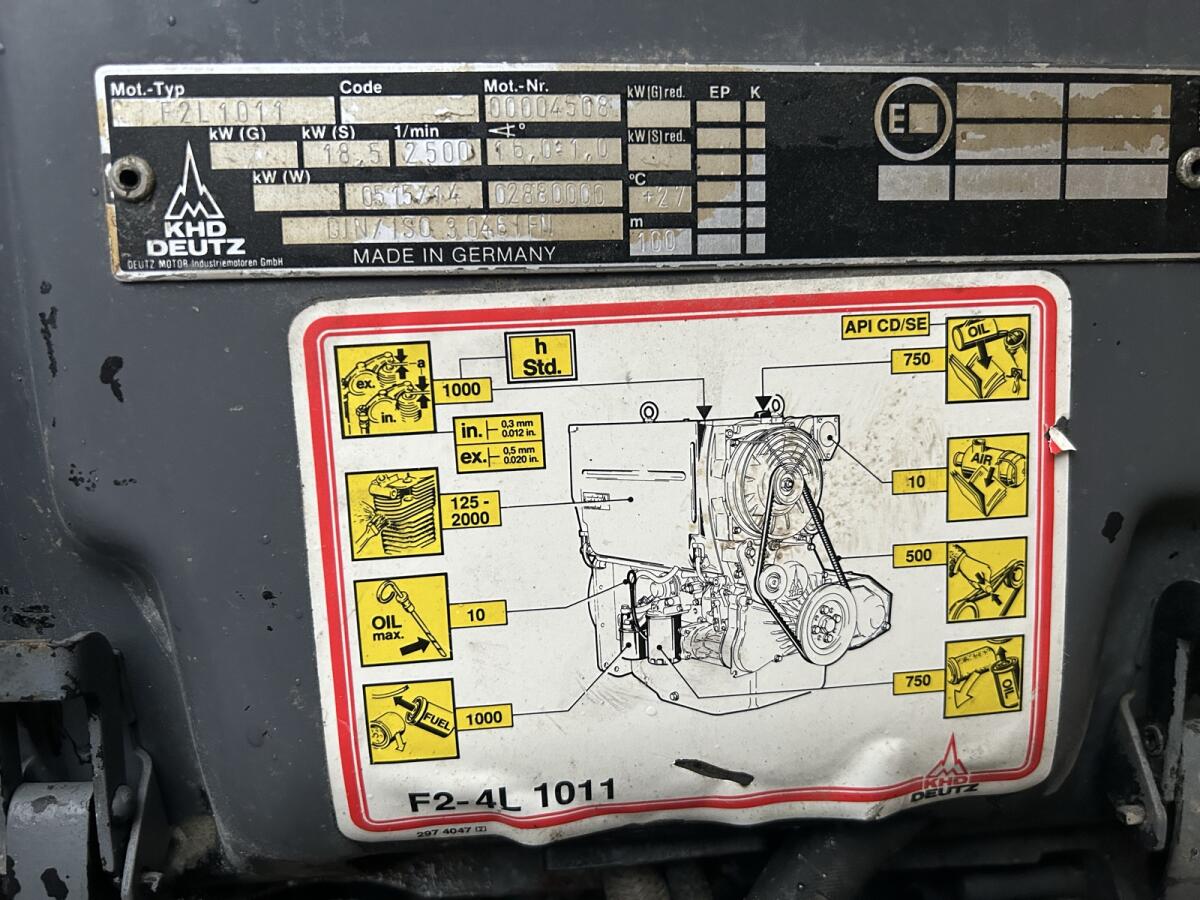 Mot.-Typ Code Mot.-Nr. kW(G)red. EP K
F2L1011 00004508
kW (G) kW (S) 1/min ∢° kW(S)red.
18,5 2500 16,0±1,0
kW (W) °C
0515/14 02880000 +27
DIN/ISO 3046 IFN m
100
KHD
DEUTZ
DEUTZ MOTOR Industriemotoren GmbH
MADE IN GERMANY
E
h
Std.
API CD/SE
OIL
ex.
in.
a
1000
750
in. 0,3 mm
0.012 in.
ex. 0,5 mm
0.020 in.
AIR
10
125-
2000
500
OIL
max.
10
FUEL
1000
750
OIL
F2-4L 1011
KHD
DEUTZ
297 4047 (2)